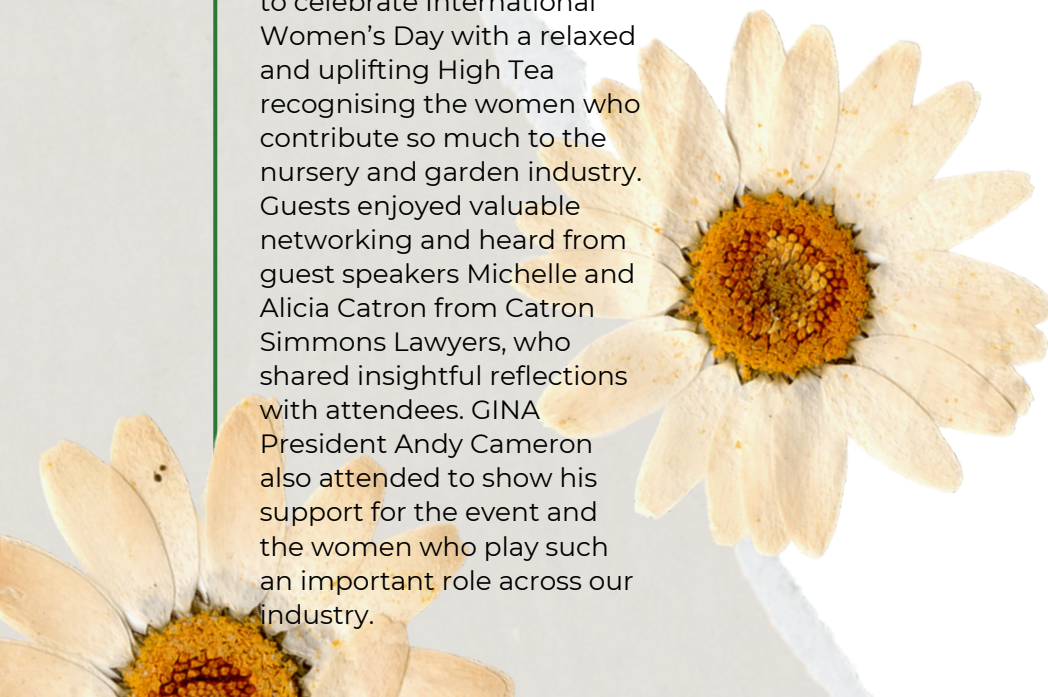 to celebrate International
Women's Day with a relaxed
and uplifting High Tea
recognising the women who
contribute so much to the
nursery and garden industry.
Guests enjoyed valuable
networking and heard from
guest speakers Michelle and
Alicia Catron from Catron
Simmons Lawyers, who
shared insightful reflections
with attendees. GINA
President Andy Cameron
also attended to show his
support for the event and
the women who play such
an important role across our
industry.